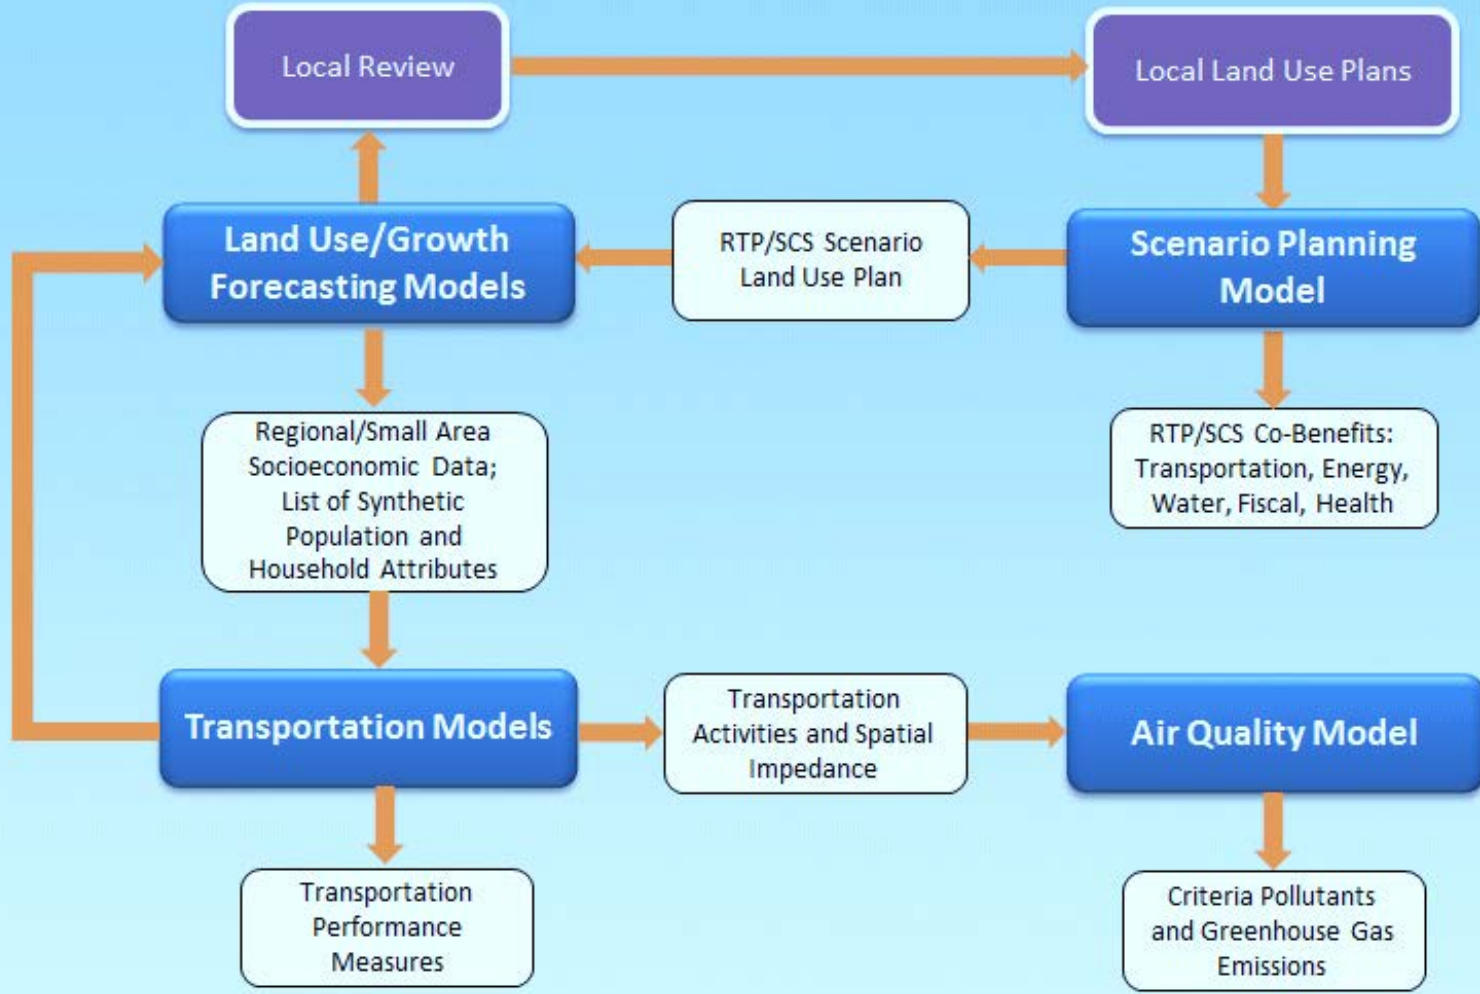 Local Review
Local Land Use Plans
Land Use/Growth
Forecasting Models
RTP/SCS Scenario
Land Use Plan
Scenario Planning
Model
Regional/Small Area
Socioeconomic Data;
List of Synthetic
Population and
Household Attributes
RTP/SCS Co-Benefits:
Transportation, Energy,
Water, Fiscal, Health
Transportation Models
Transportation
Activities and Spatial
Impedance
Air Quality Model
Transportation
Performance
Measures
Criteria Pollutants
and Greenhouse Gas
Emissions